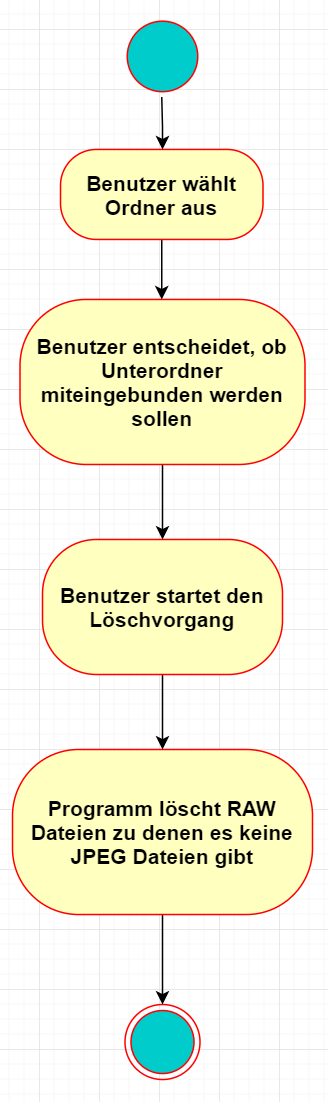 Benutzer wählt
Ordner aus
Benutzer entscheidet, ob
Unterordner
miteingebunden werden
sollen
Benutzer startet den
Löschvorgang
Programm löscht RAW
Dateien zu denen es keine
JPEG Dateien gibt